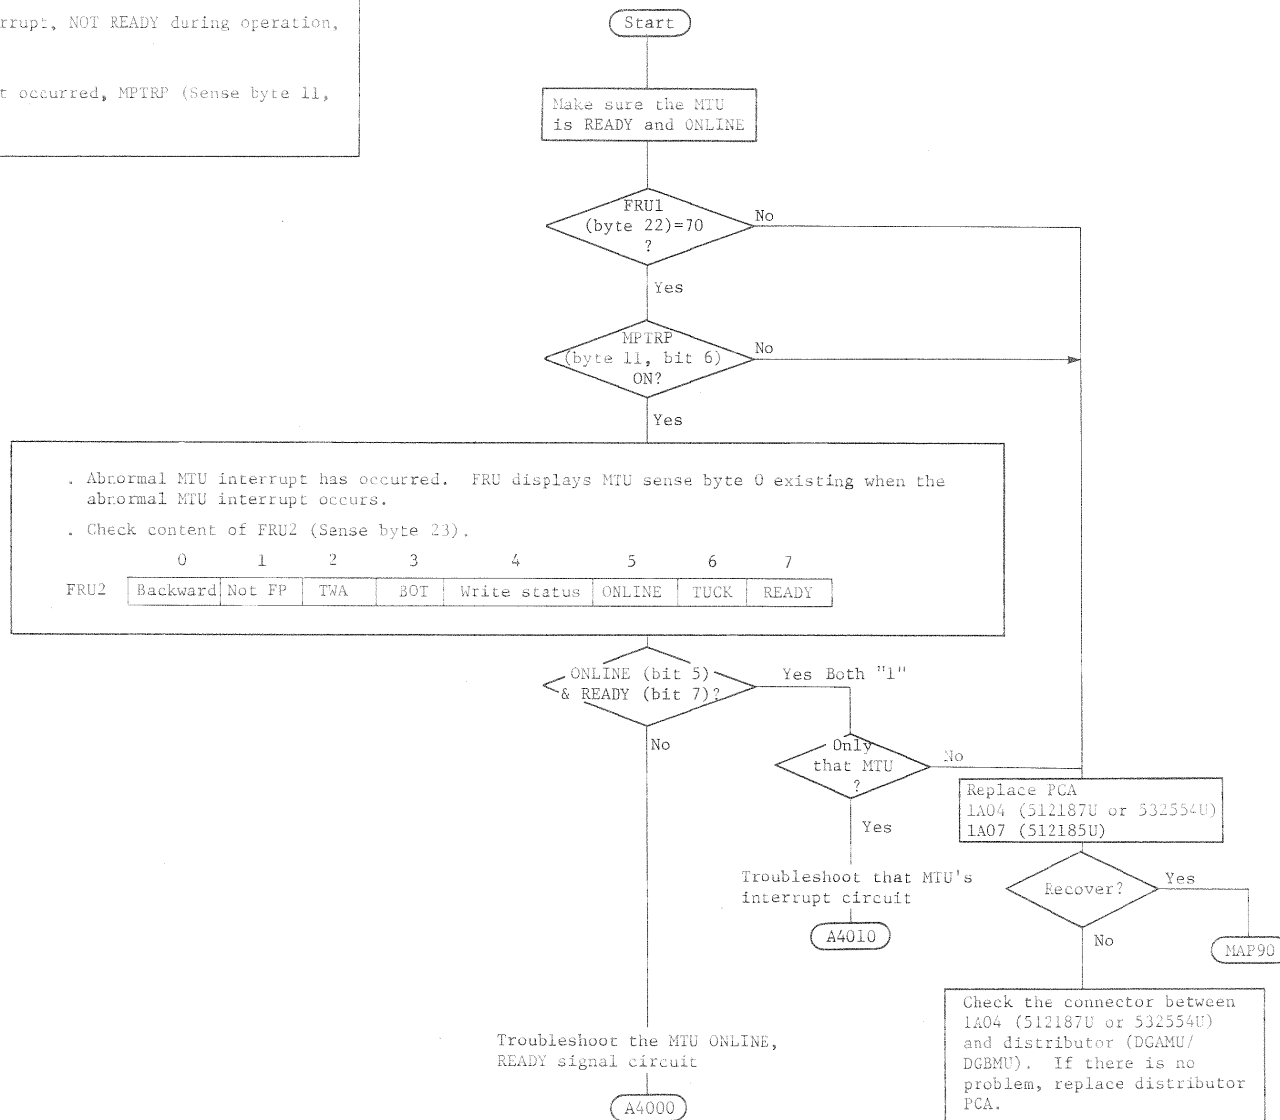 rrupt, NOT READY during operation,
t occurred, MPTRP (Sense byte 11,
Start
Make sure the MTU
is READY and ONLINE
FRU1
(byte 22)=70
?
No
Yes
MPTRP
(byte 11, bit 6)
ON?
No
Yes
. Abnormal MTU interrupt has occurred. FRU displays MTU sense byte 0 existing when the
abnormal MTU interrupt occurs.
. Check content of FRU2 (Sense byte 23).
0 1 2 3 4 5 6 7
FRU2 Backward Not FP TWA BOT Write status ONLINE TUCK READY
ONLINE (bit 5)
& READY (bit 7)?
Yes Both "1"
No
Only
that MTU
?
No
Yes
Replace PCA
1A04 (512187U or 532554U)
1A07 (512185U)
Troubleshoot that MTU's
interrupt circuit
A4010
Recover?
Yes
No
MAP90
Check the connector between
1A04 (512187U or 532554U)
and distributor (DGAMU/
DGBMU). If there is no
problem, replace distributor
PCA.
Troubleshoot the MTU ONLINE,
READY signal circuit
A4000